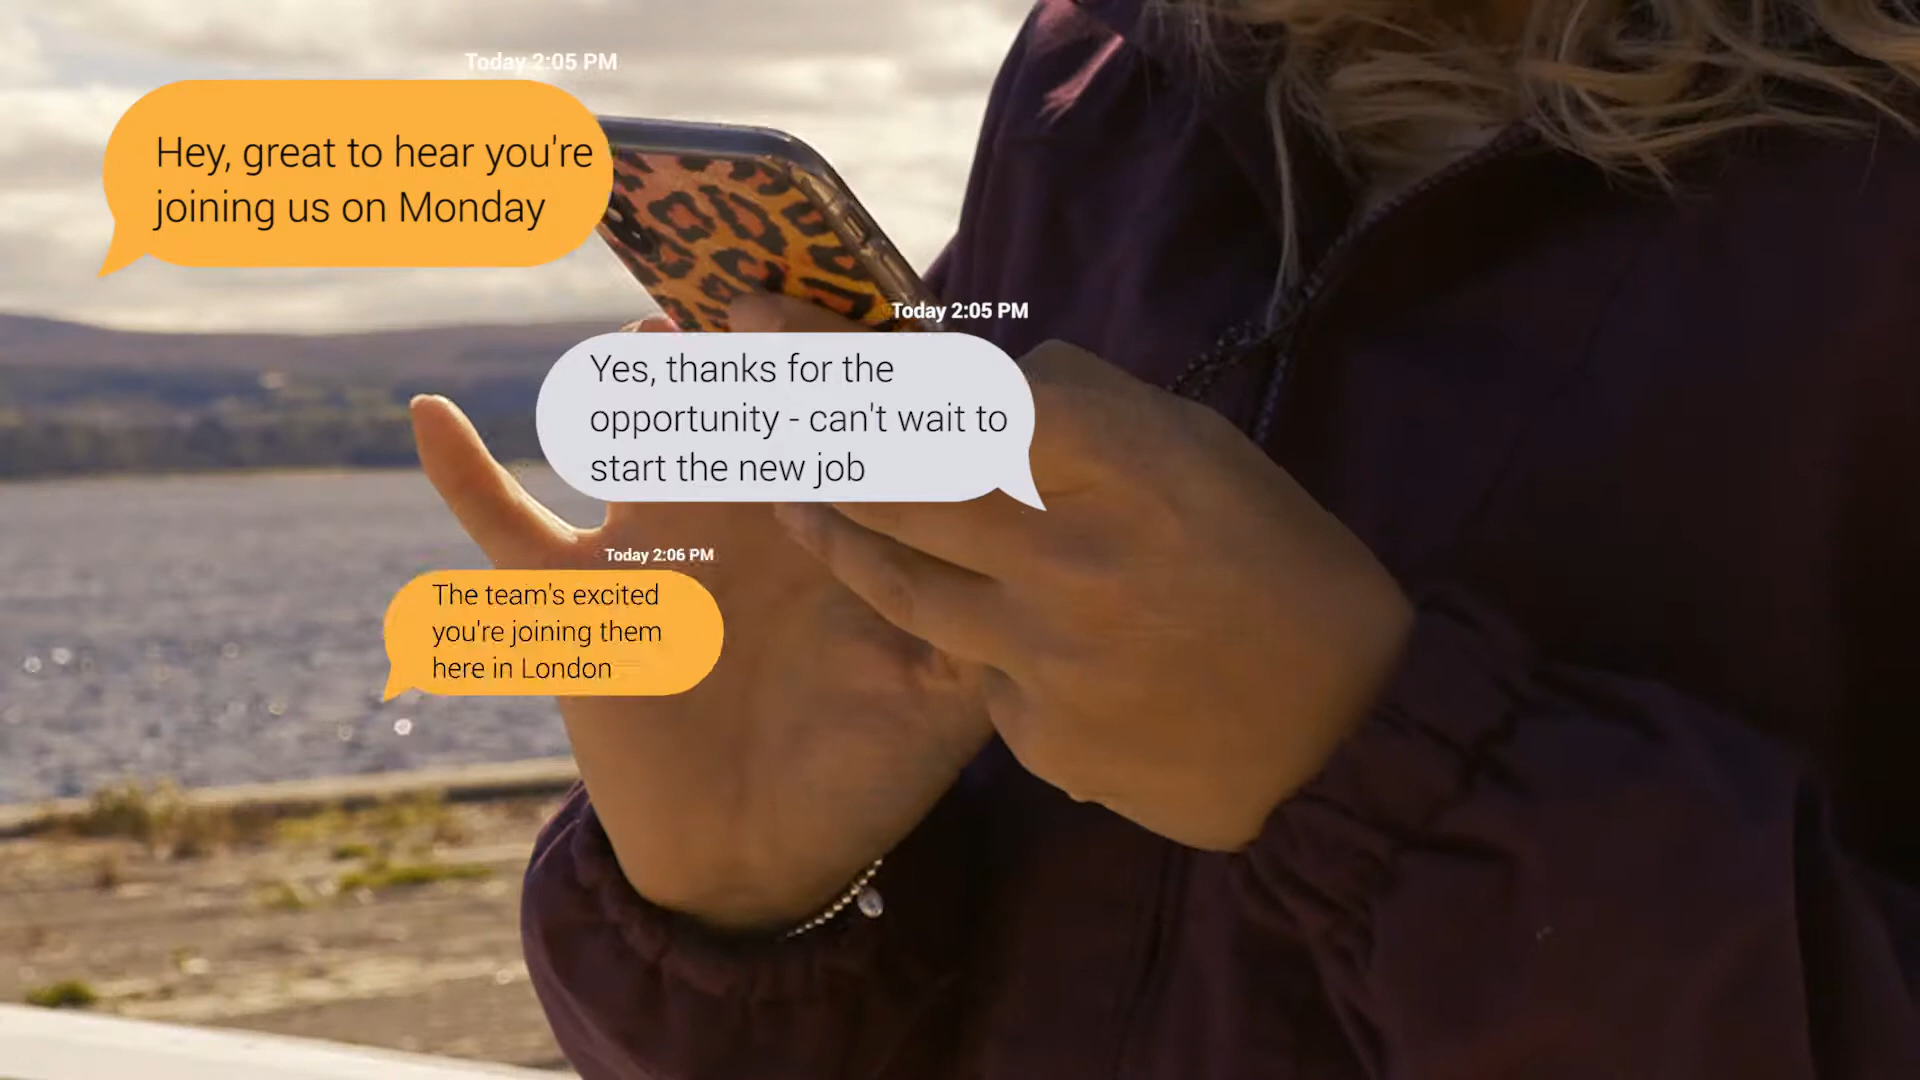 Today 2:05 PM
Hey, great to hear you're
joining us on Monday
Today 2:05 PM
Yes, thanks for the
opportunity - can't wait to
start the new job
Today 2:06 PM
The team's excited
you're joining them
here in London